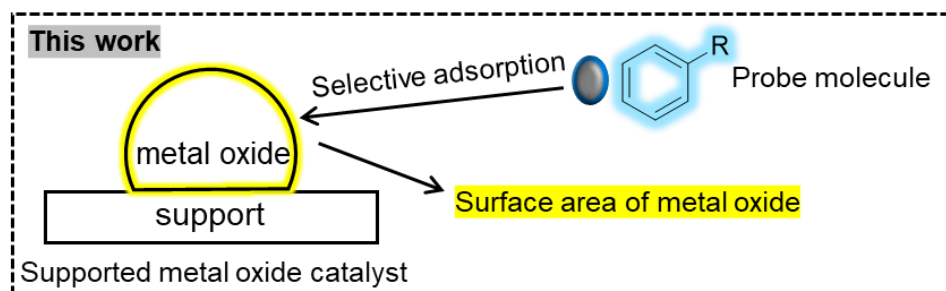 This work
Selective adsorption
R
Probe molecule
metal oxide
support
Surface area of metal oxide
Supported metal oxide catalyst